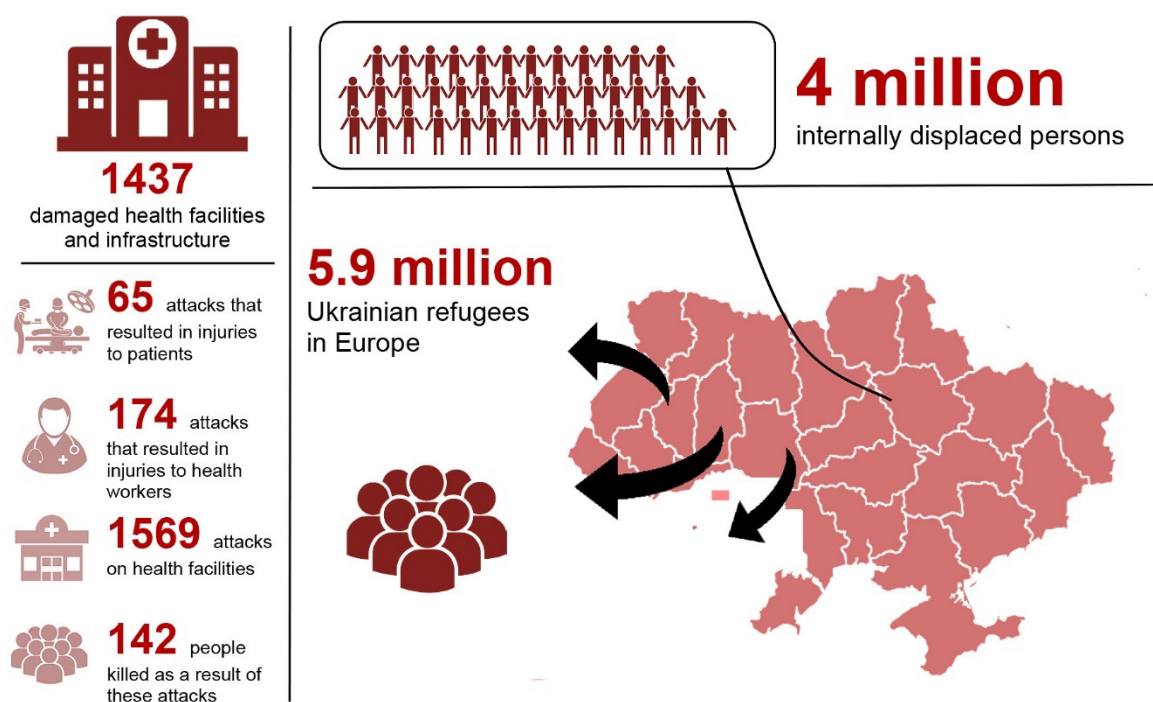 1437
damaged health facilities
and infrastructure
65 attacks that
resulted in injuries
to patients
174 attacks
that resulted in
injuries to health
workers
1569 attacks
on health facilities
142 people
killed as a result of
these attacks
4 million
internally displaced persons
5.9 million
Ukrainian refugees
in Europe